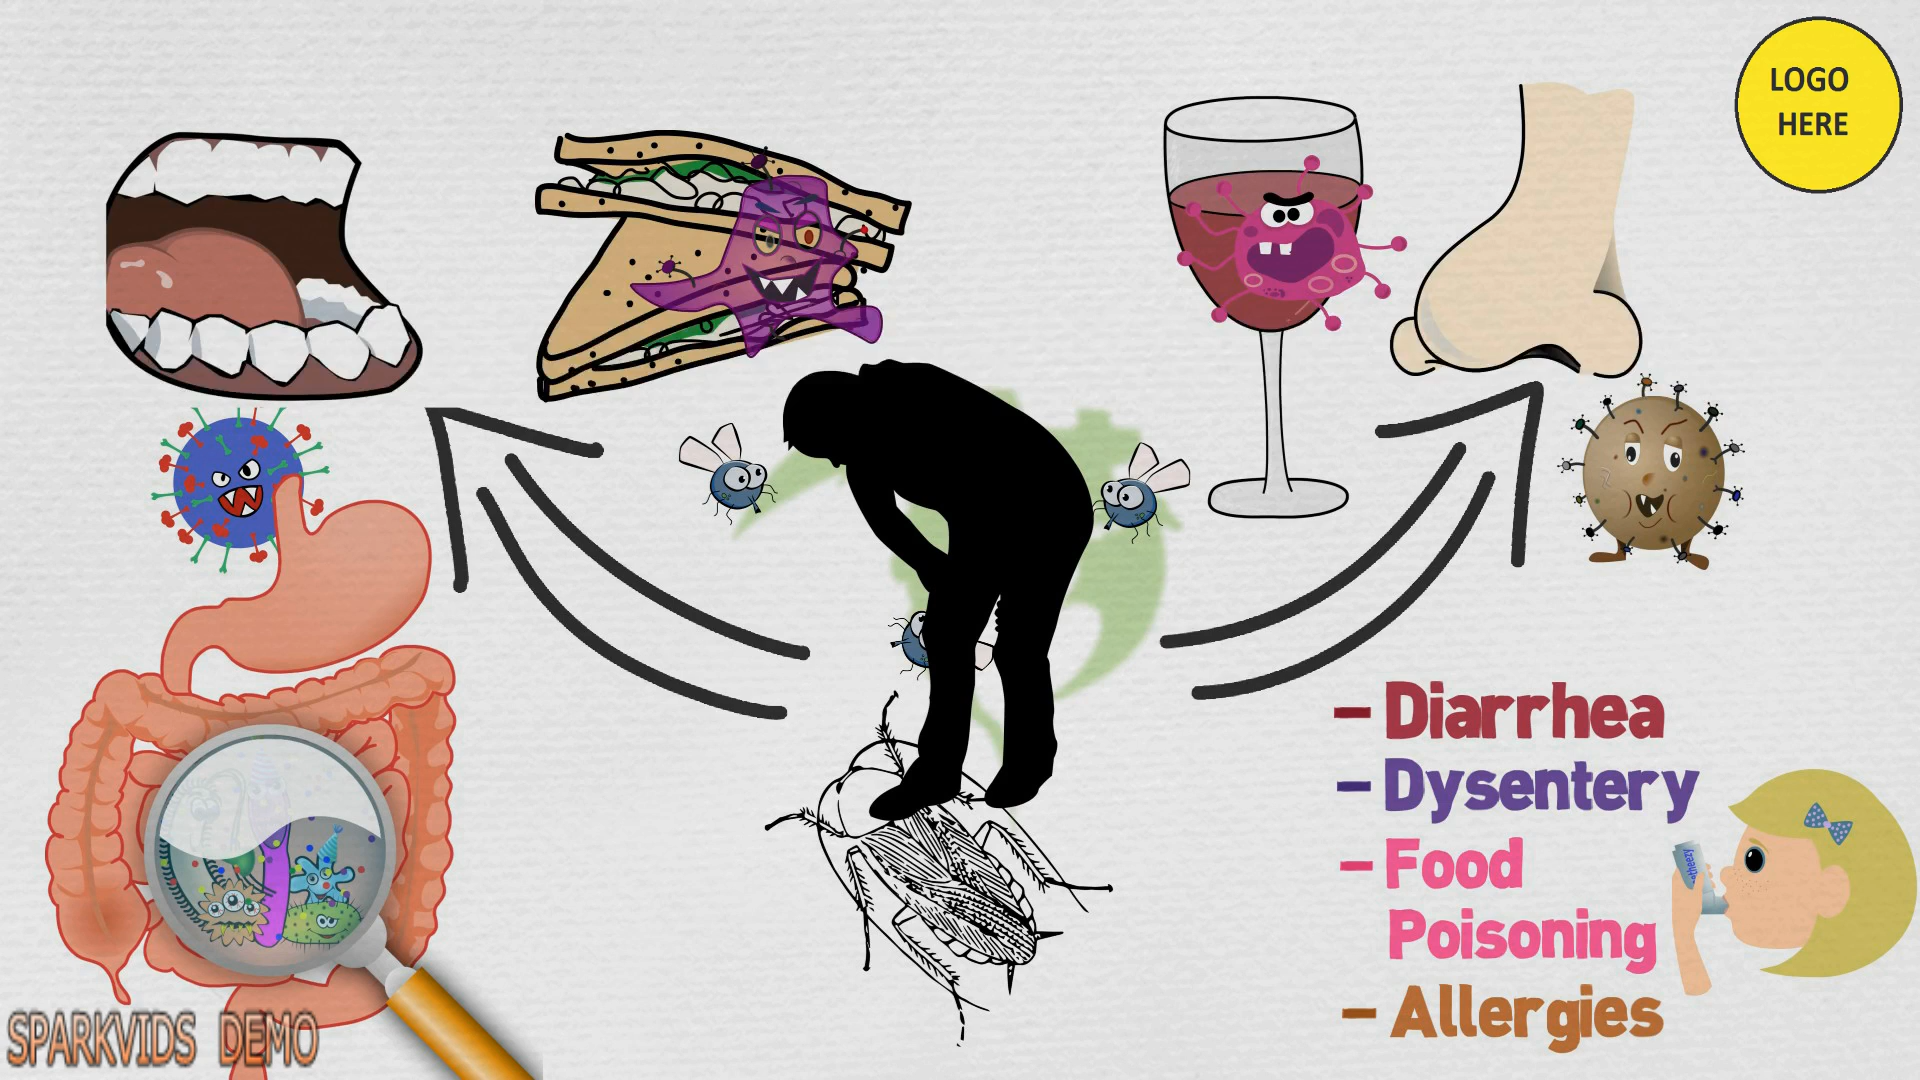 LOGO
HERE
- Diarrhea
- Dysentery
- Food
Poisoning
- Allergies
SPARKVIDS DEMO